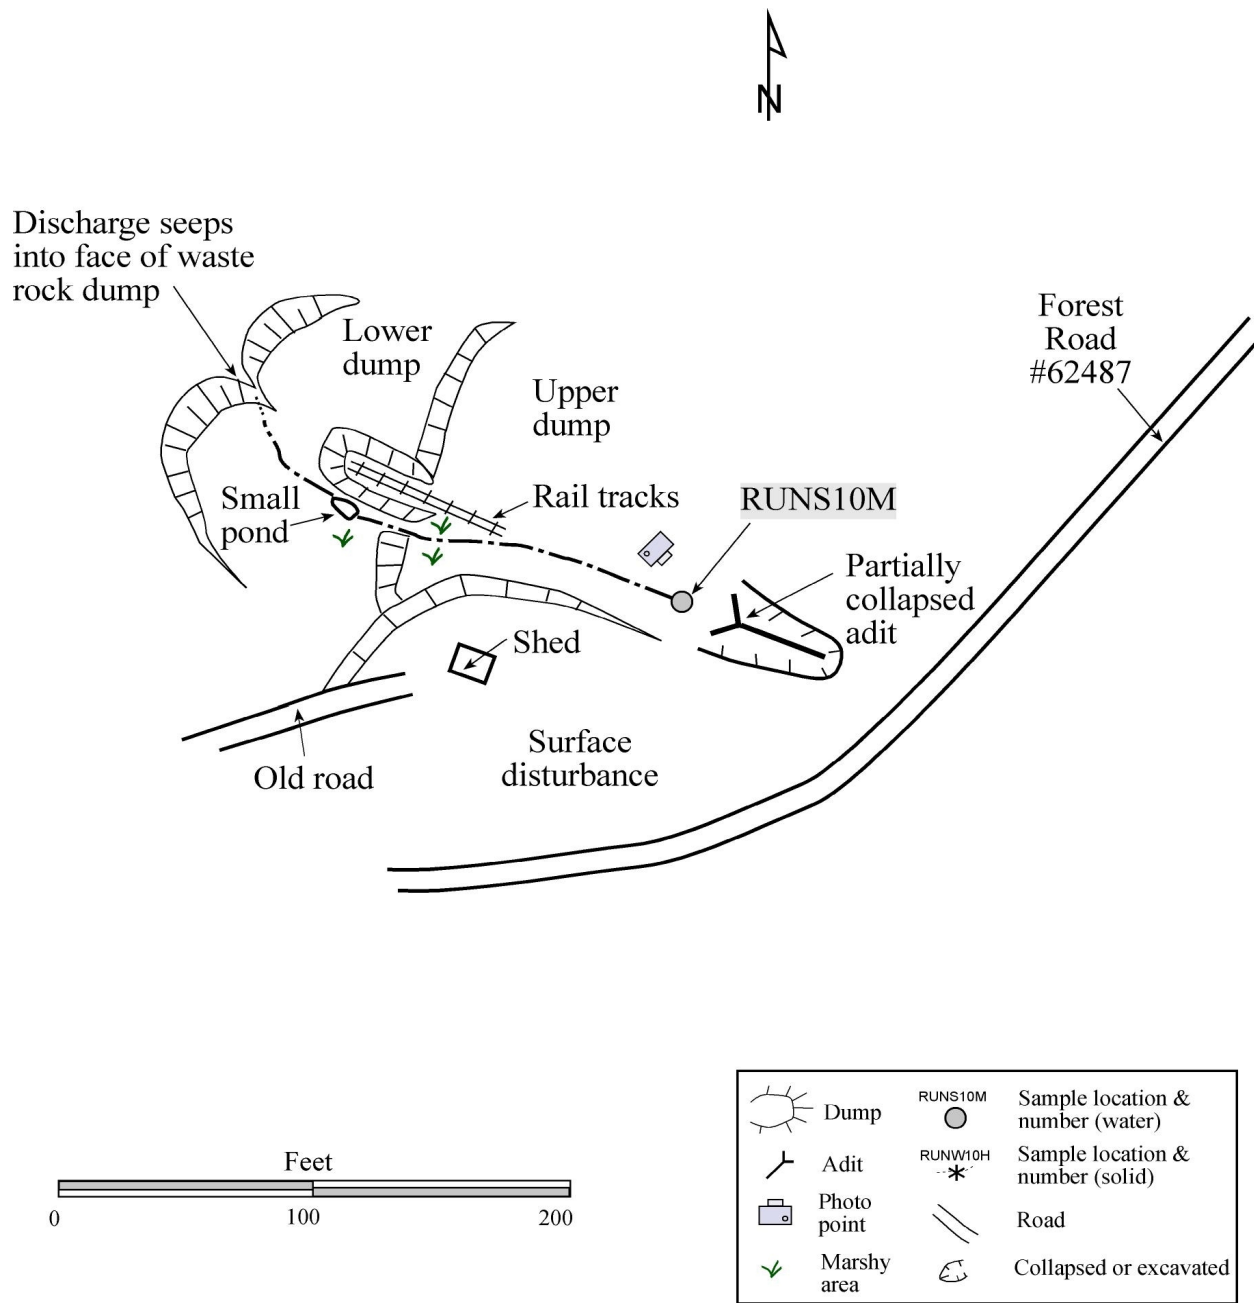 N
Discharge seeps
into face of waste
rock dump
Lower
dump
Upper
dump
Forest
Road
#62487
Small
pond
Rail tracks
RUNS10M
Partially
collapsed
adit
Shed
Old road
Surface
disturbance
Feet
0
100
200
Dump
RUNS10M
Sample location &
number (water)
Adit
RUNW10H
Sample location &
number (solid)
Photo
point
Road
Marshy
area
Collapsed or excavated